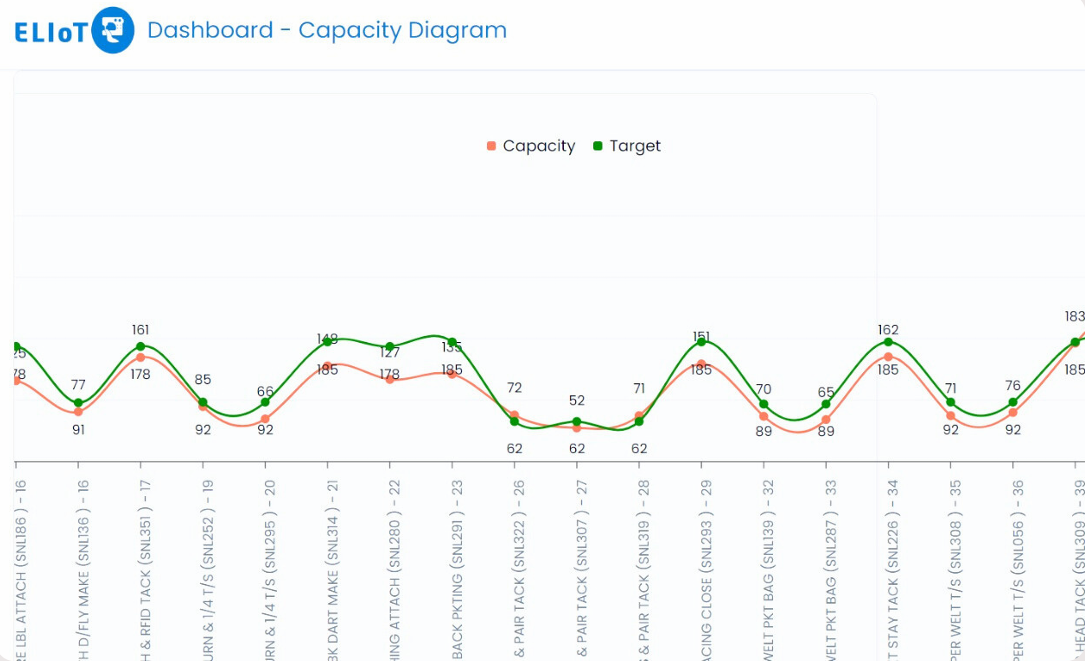 ELIoT Dashboard - Capacity Diagram
Capacity Target
183
161 162
148 151
25 127 135
77 85 66 72 52 71 70 65 71 76
78 178 185 178 185 185 185 185
91 92 92 62 62 62 89 89 92 92
RE LBL ATTACH (SNL186 ) - 16
H D/FLY MAKE (SNL136 ) - 16
H & RFID TACK (SNL351 ) - 17
URN & 1/4 T/S (SNL252 ) - 19
URN & 1/4 T/S (SNL295 ) - 20
BK DART MAKE (SNL314 ) - 21
HING ATTACH (SNL280 ) - 22
BACK PKTING (SNL291 ) - 23
& PAIR TACK (SNL322 ) - 26
& PAIR TACK (SNL307 ) - 27
& PAIR TACK (SNL319 ) - 28
ACING CLOSE (SNL293 ) - 29
WELT PKT BAG (SNL139 ) - 32
WELT PKT BAG (SNL287 ) - 33
T STAY TACK (SNL226 ) - 34
PER WELT T/S (SNL308 ) - 35
PER WELT T/S (SNL056 ) - 36
HEAD TACK (SNL309 ) - 39